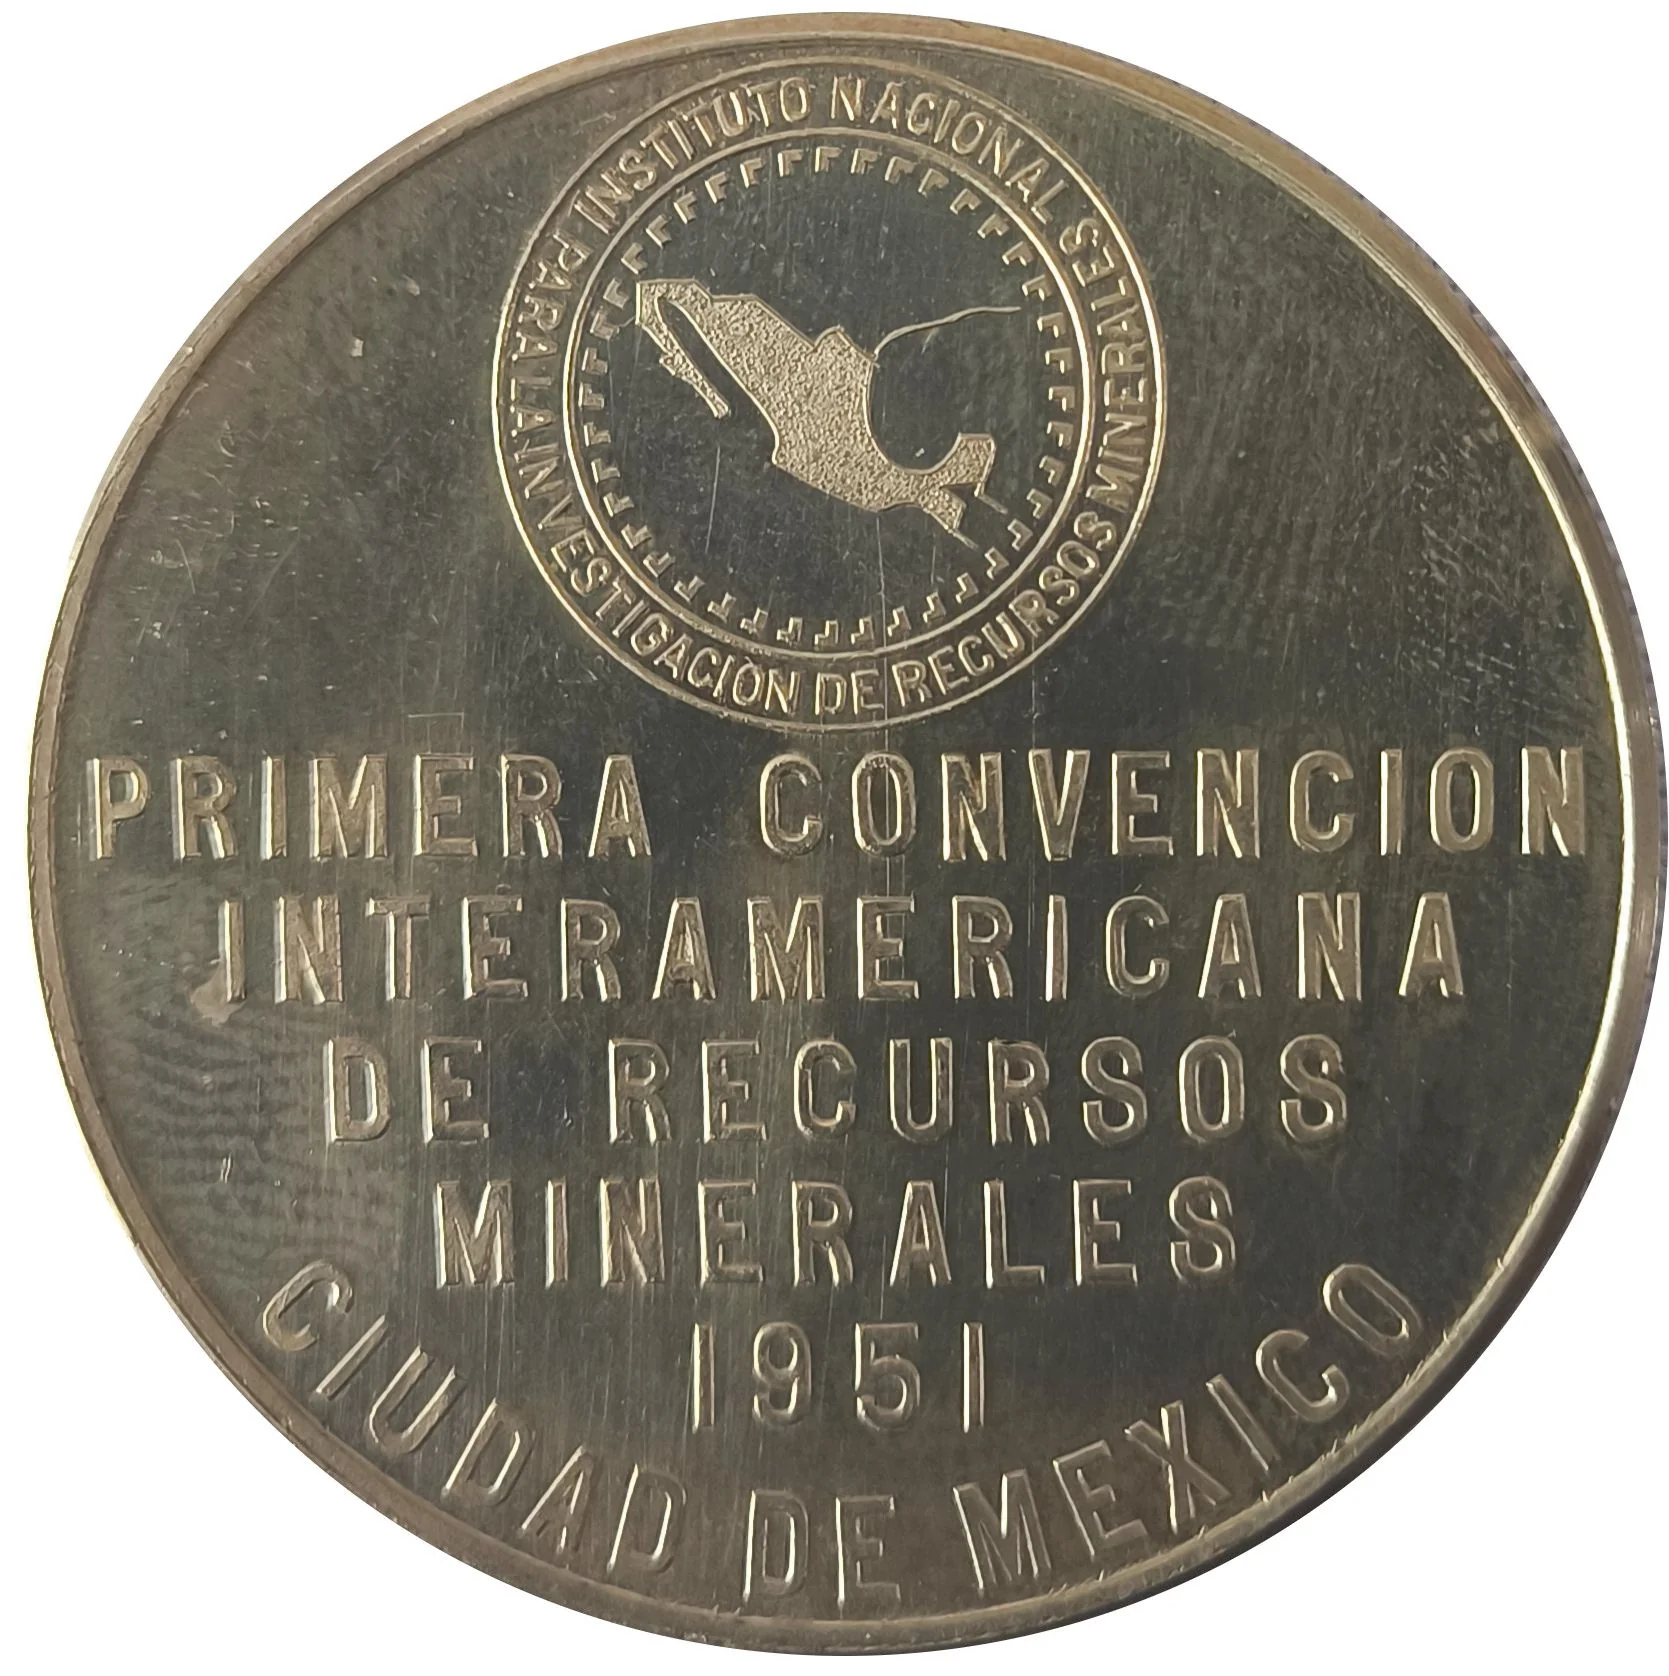 INSTITUTO NACIONAL
PARA LA INVESTIGACIÓN DE RECURSOS MINERALES
PRIMERA CONVENCION
INTERAMERICANA
DE RECURSOS
MINERALES
1951
CIUDAD DE MEXICO